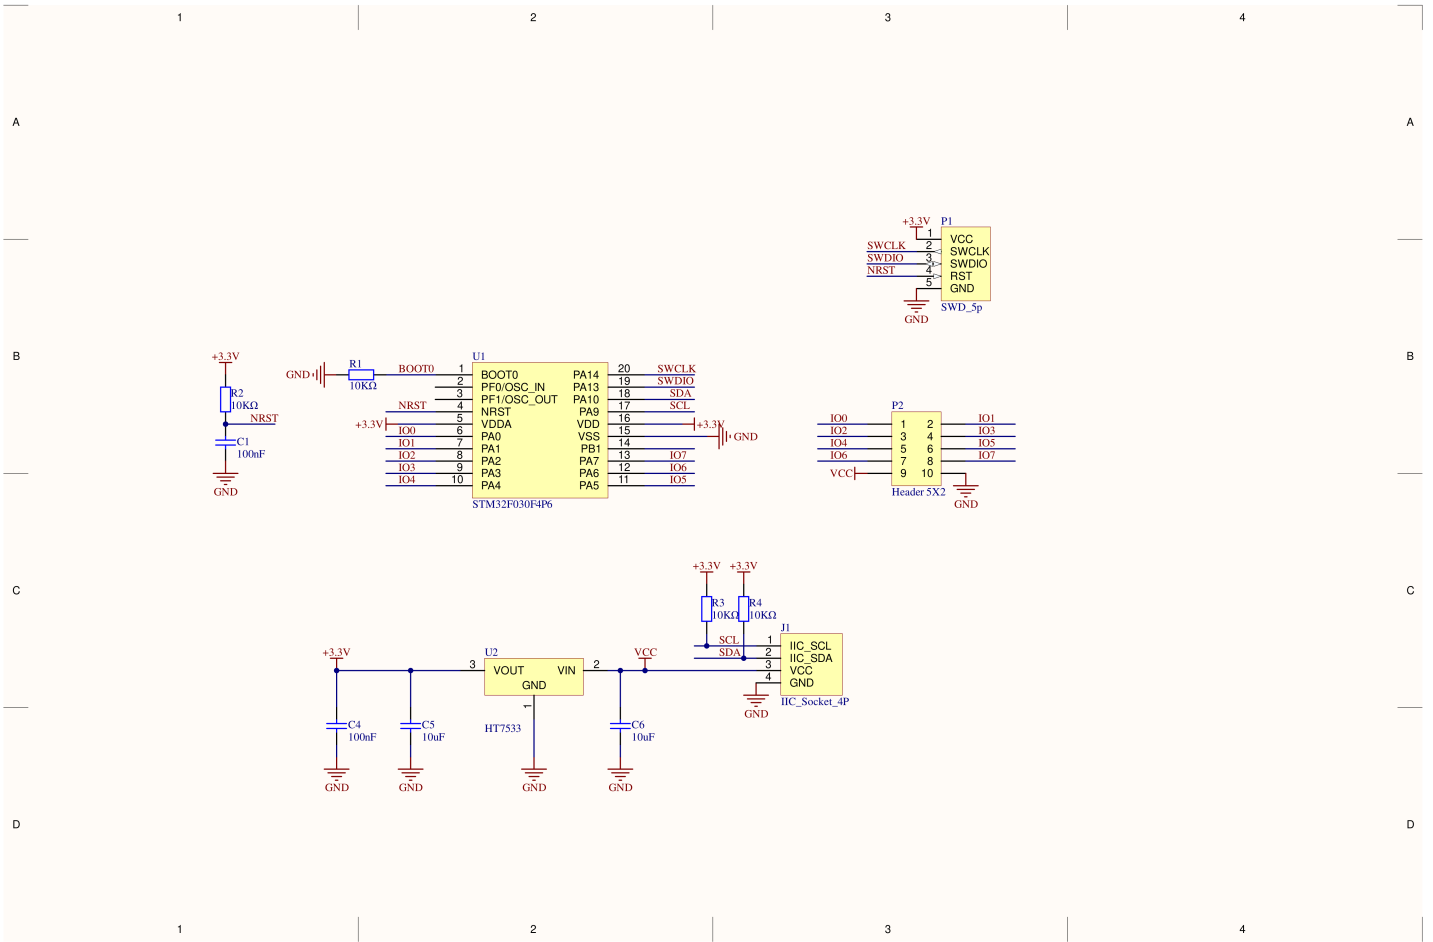 1 2 3 4
A A
+3.3V P1
1 VCC
SWCLK 2 SWCLK
SWDIO 3 SWDIO
NRST 4 RST
5 GND
GND SWD_5p
B B
+3.3V
R2
10KΩ
NRST
C1
100nF
GND
U1
GND R1 BOOT0 1 BOOT0 PA14 20 SWCLK
10KΩ 2 PF0/OSC_IN PA13 19 SWDIO
3 PF1/OSC_OUT PA10 18 SDA
NRST 4 NRST PA9 17 SCL
+3.3V 5 VDDA VDD 16 +3.3V
IO0 6 PA0 VSS 15 GND
IO1 7 PA1 PB1 14
IO2 8 PA2 PA7 13 IO7
IO3 9 PA3 PA6 12 IO6
IO4 10 PA4 PA5 11 IO5
STM32F030F4P6
P2
IO0 1 2 IO1
IO2 3 4 IO3
IO4 5 6 IO5
IO6 7 8 IO7
VCC 9 10
Header 5X2 GND
C C
+3.3V +3.3V
R3 R4
10KΩ 10KΩ
J1
SCL 1 IIC_SCL
SDA 2 IIC_SDA
3 VCC
4 GND
GND IIC_Socket_4P
+3.3V U2 VCC
3 VOUT VIN 2
GND
1
HT7533
C4 C5 C6
100nF 10uF 10uF
GND GND GND GND
D D
1 2 3 4